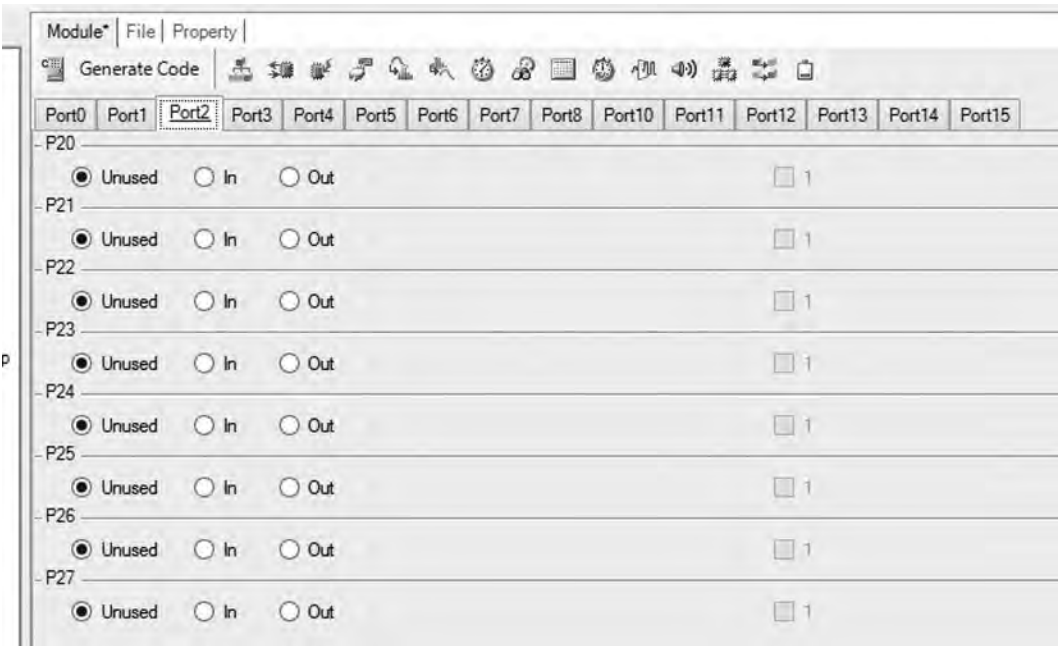 Module* File Property
Generate Code
Port0 Port1 Port2 Port3 Port4 Port5 Port6 Port7 Port8 Port10 Port11 Port12 Port13 Port14 Port15
P20
Unused In Out 1
P21
Unused In Out 1
P22
Unused In Out 1
P23
Unused In Out 1
p
P24
Unused In Out 1
P25
Unused In Out 1
P26
Unused In Out 1
P27
Unused In Out 1